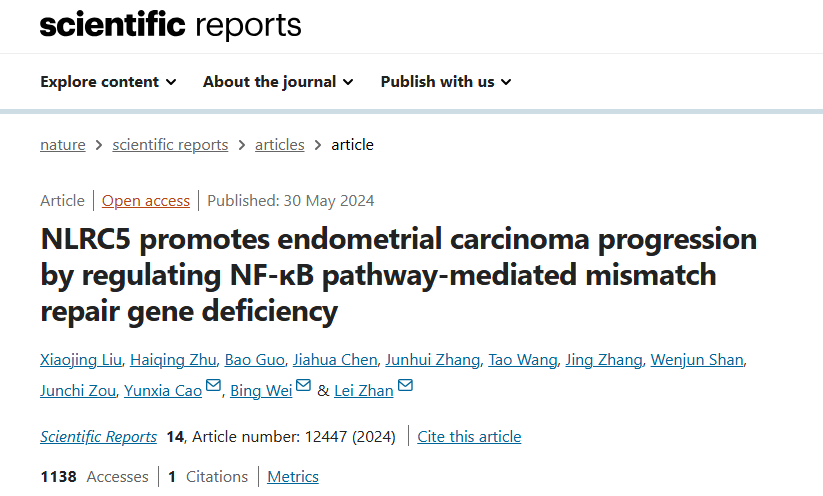 scientific reports
Explore content About the journal Publish with us
nature > scientific reports > articles > article
Article | Open access | Published: 30 May 2024
NLRC5 promotes endometrial carcinoma progression
by regulating NF-κB pathway-mediated mismatch
repair gene deficiency
Xiaojing Liu, Haiqing Zhu, Bao Guo, Jiahua Chen, Junhui Zhang, Tao Wang, Jing Zhang, Wenjun Shan,
Junchi Zou, Yunxia Cao, Bing Wei & Lei Zhan
Scientific Reports 14, Article number: 12447 (2024) | Cite this article
1138 Accesses | 1 Citations | Metrics